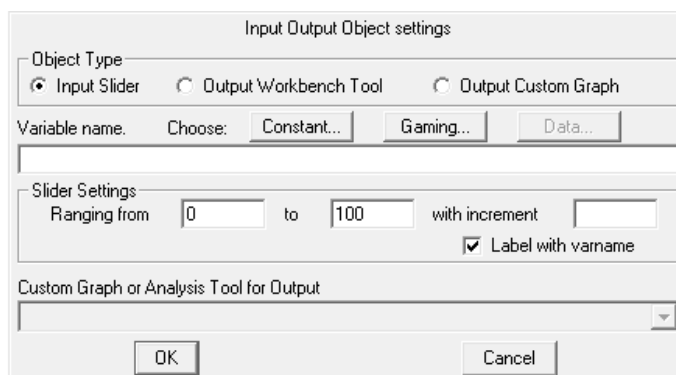 Input Output Object settings
Object Type
Input Slider Output Workbench Tool Output Custom Graph
Variable name. Choose: Constant... Gaming... Data...
Slider Settings
Ranging from 0 to 100 with increment
Label with varname
Custom Graph or Analysis Tool for Output
OK Cancel